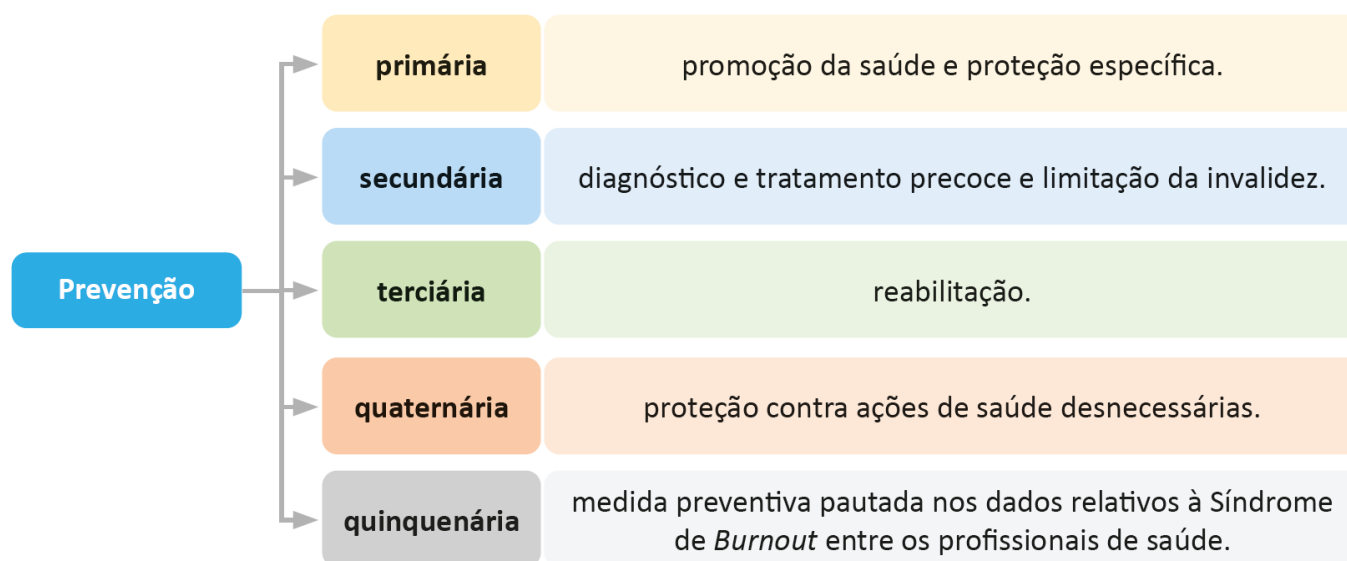 Prevenção
primária
promoção da saúde e proteção específica.
secundária
diagnóstico e tratamento precoce e limitação da invalidez.
terciária
reabilitação.
quaternária
proteção contra ações de saúde desnecessárias.
quinquenária
medida preventiva pautada nos dados relativos à Síndrome
de Burnout entre os profissionais de saúde.